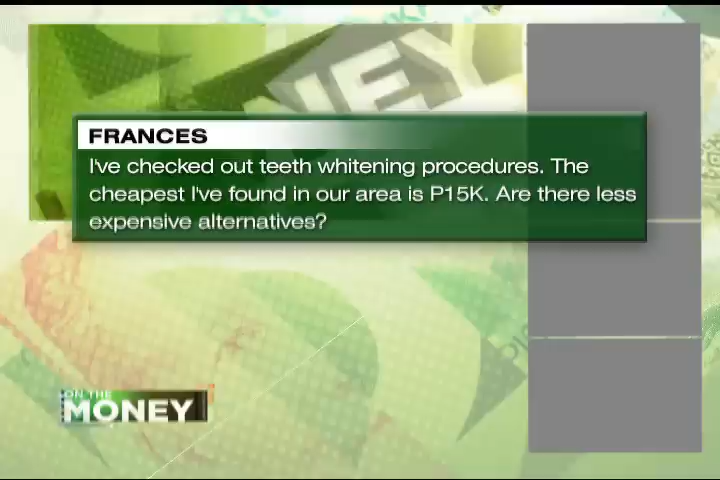 NEY
FRANCES
I've checked out teeth whitening procedures. The
cheapest I've found in our area is P15K. Are there less
expensive alternatives?
ON THE
MONEY